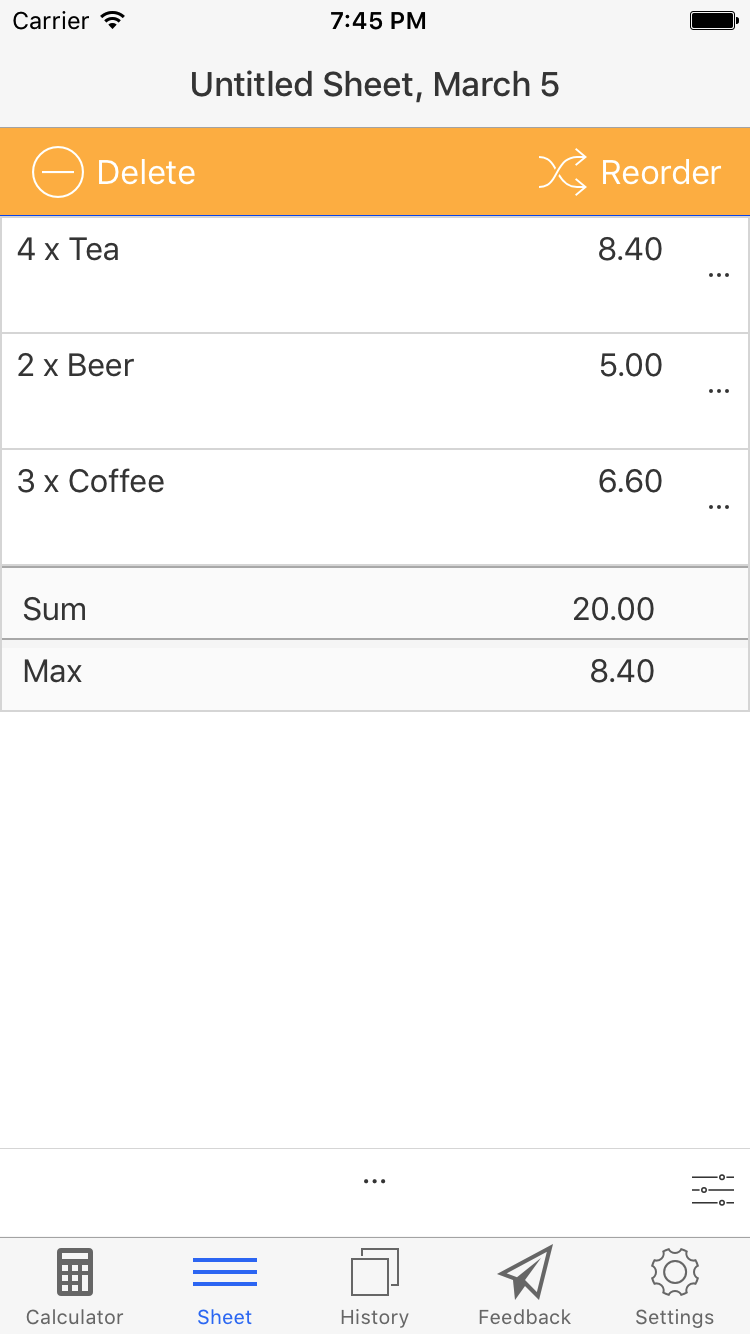 Carrier 7:45 PM
Untitled Sheet, March 5
Delete Reorder
4 x Tea 8.40
...
2 x Beer 5.00
...
3 x Coffee 6.60
...
Sum 20.00
Max 8.40
...
Calculator Sheet History Feedback Settings